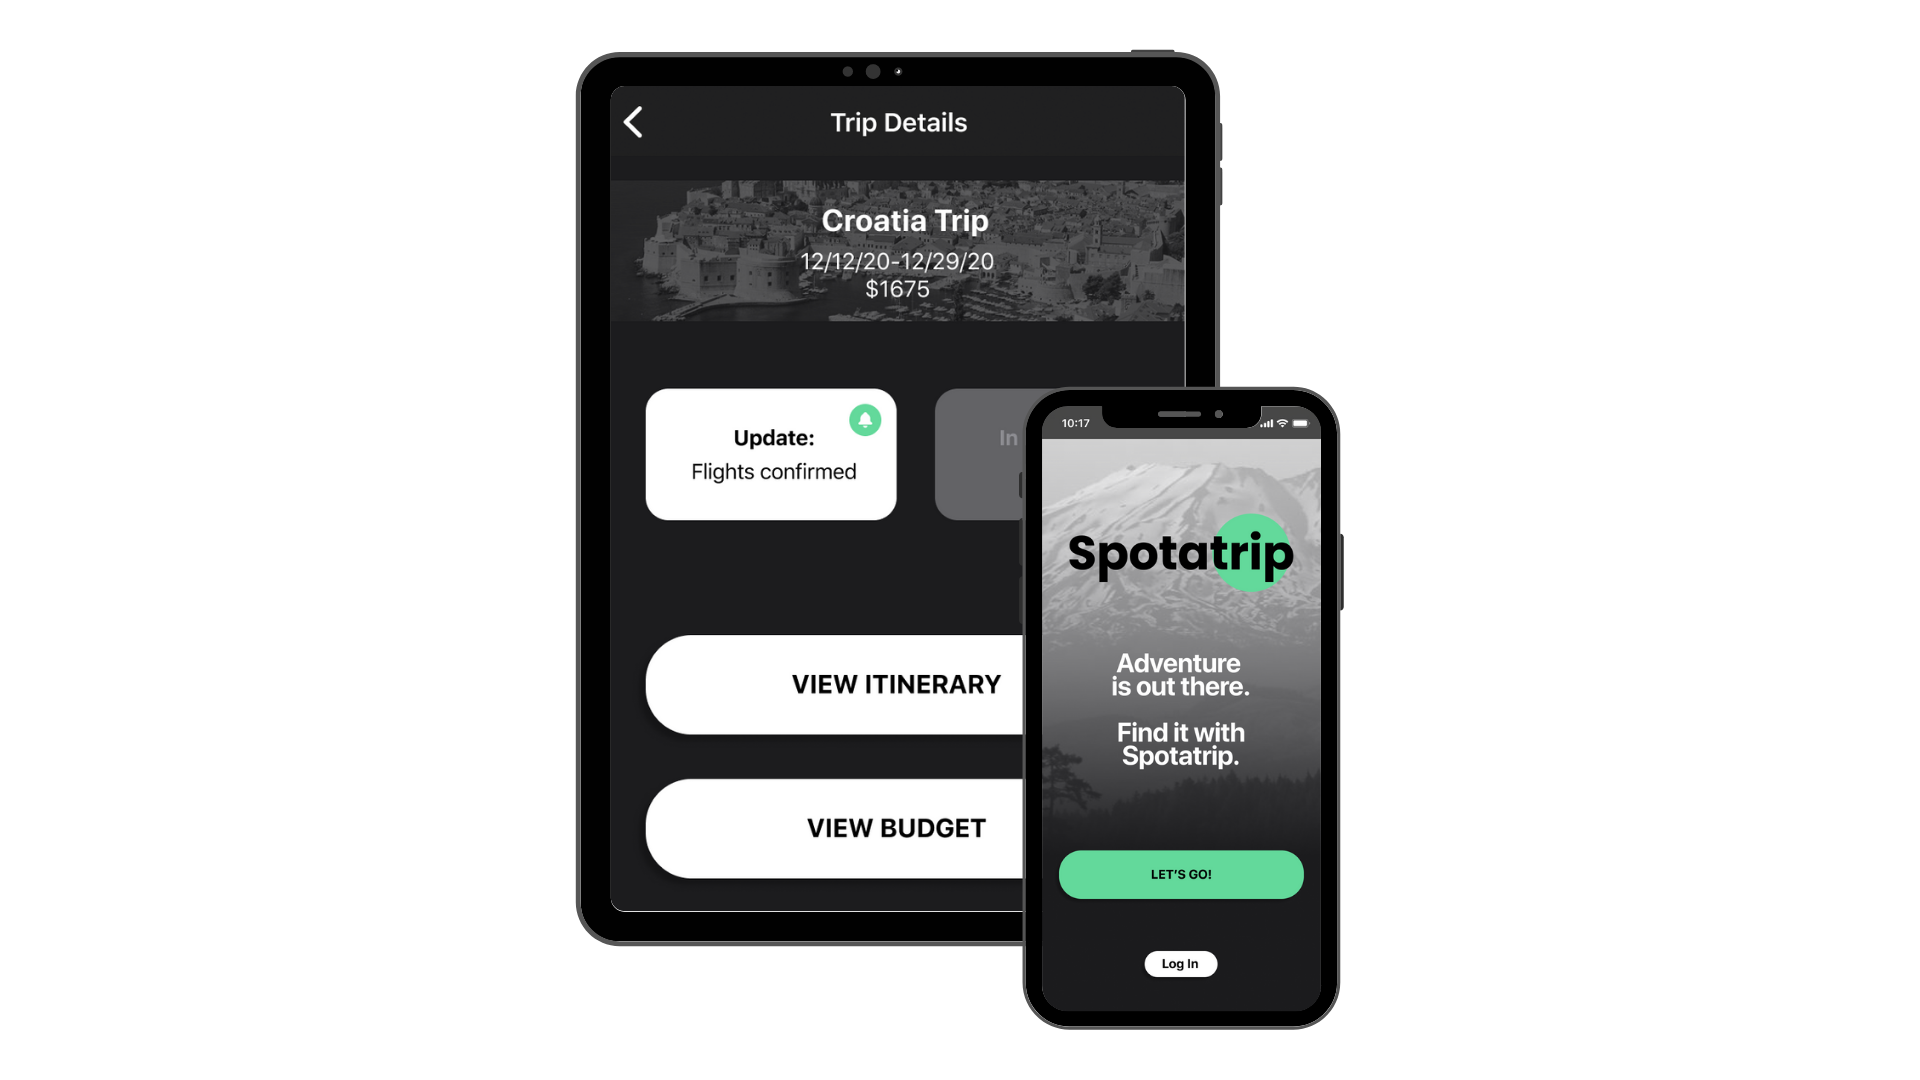 Trip Details
Croatia Trip
12/12/20-12/29/20
$1675
Update:
Flights confirmed
In
VIEW ITINERARY
VIEW BUDGET
10:17
Spotatrip
Adventure
is out there.
Find it with
Spotatrip.
LET'S GO!
Log In